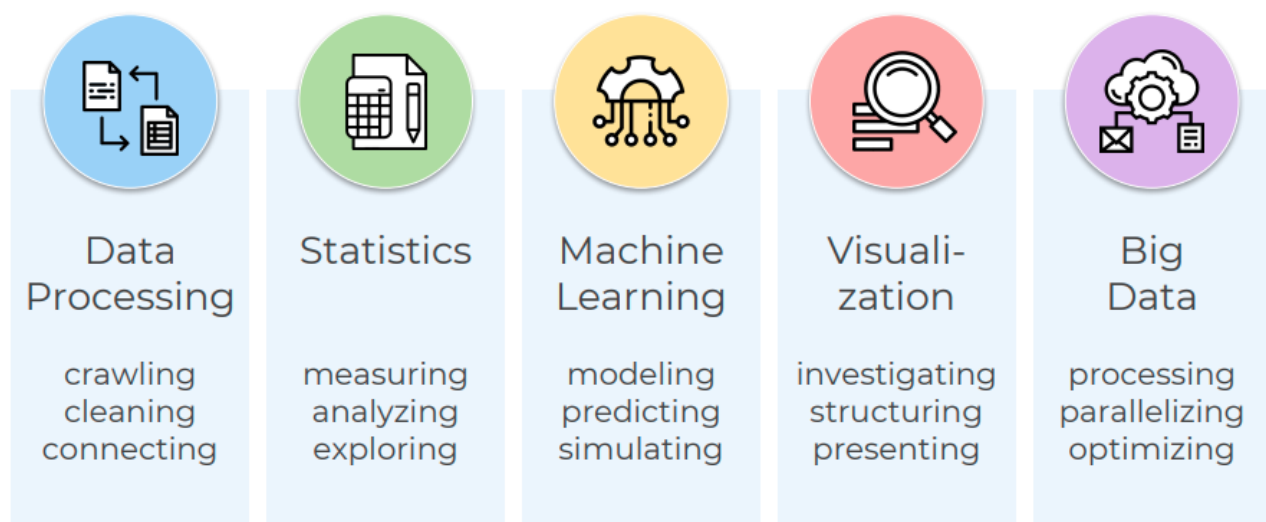 Data
Processing
crawling
cleaning
connecting
Statistics
measuring
analyzing
exploring
Machine
Learning
modeling
predicting
simulating
Visuali-
zation
investigating
structuring
presenting
Big
Data
processing
parallelizing
optimizing